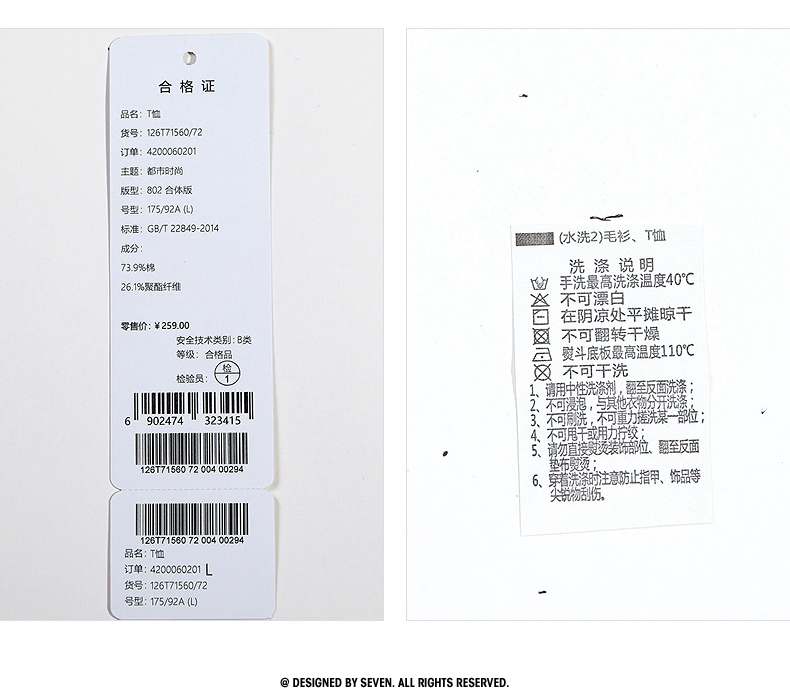 合格证
品名：T恤
货号：126T71560/72
订单：4200060201
主题：都市时尚
版型：802 合体版
号型：175/92A (L)
标准：GB/T 22849-2014
成分：
73.9%棉
26.1%聚酯纤维
零售价：¥259.00
安全技术类别：B类
等级：合格品
检验员：检1
6 902474 323415
126T71560 72 004 00294
126T71560 72 004 00294
品名：T恤
订单：4200060201 L
货号：126T71560/72
号型：175/92A (L)
(水洗2)毛衫、T恤
洗涤说明
手洗最高洗涤温度40℃
不可漂白
在阴凉处平摊晾干
不可翻转干燥
熨斗底板最高温度110℃
不可干洗
1、请用中性洗涤剂，翻至反面洗涤；
2、不可浸泡，与其他衣物分开洗涤；
3、不可刷洗，不可重力搓洗某一部位；
4、不可甩干或用力拧绞；
5、请勿直接熨烫装饰部位、翻至反面
垫布熨烫；
6、穿着洗涤时注意防止指甲、饰品等
尖锐物刮伤。
@ DESIGNED BY SEVEN. ALL RIGHTS RESERVED.